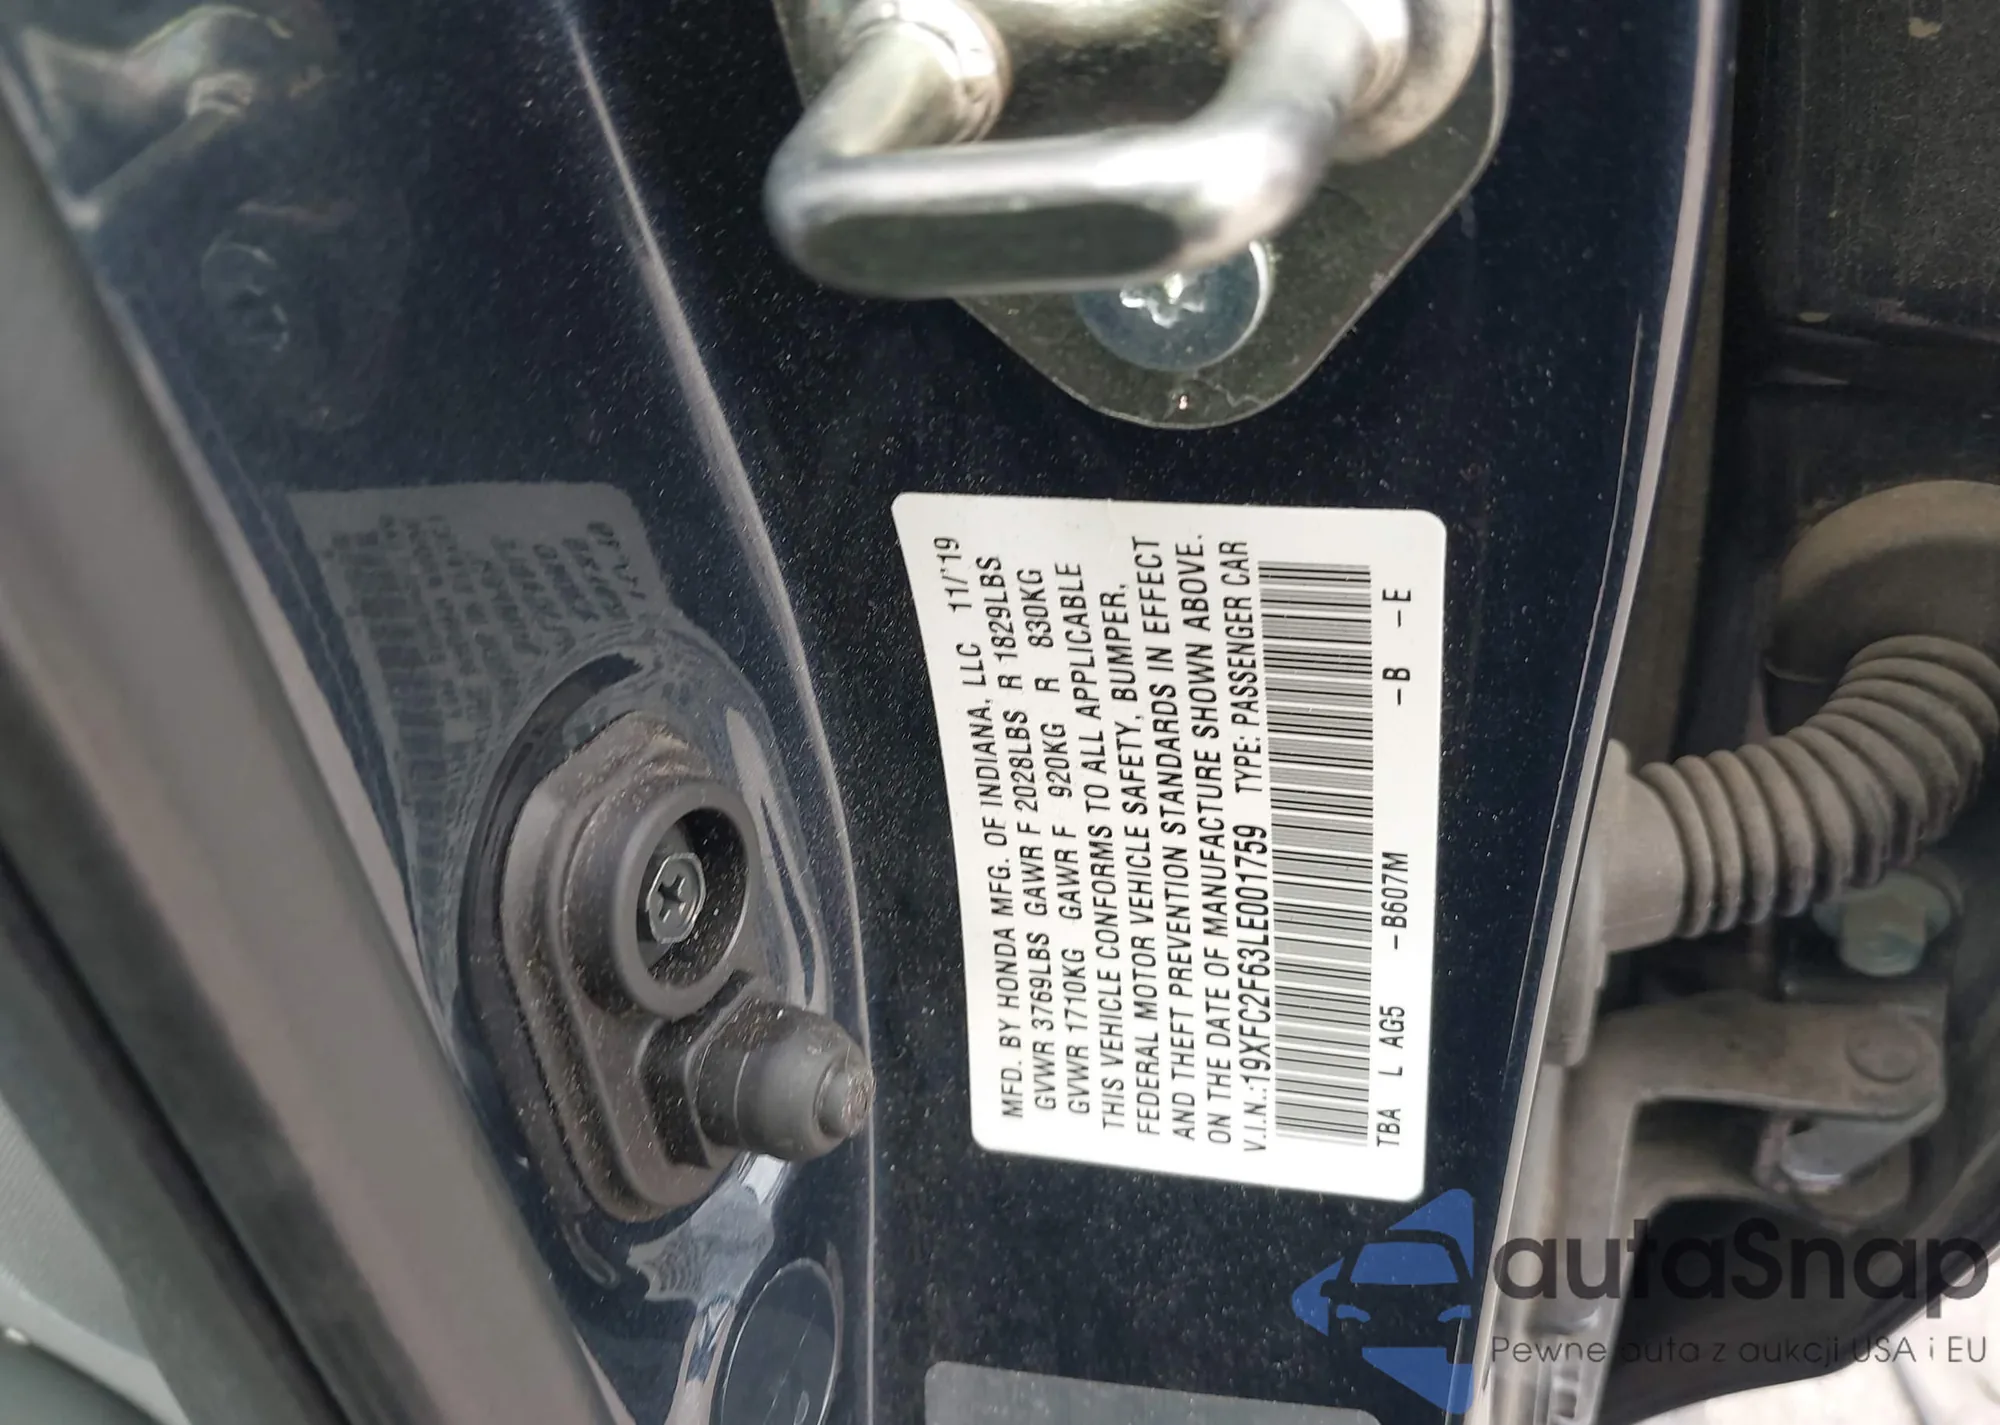 MFD. BY HONDA MFG. OF INDIANA, LLC 11/'19
GVWR 3769LBS GAWR F 2028LBS R 1829LBS
GVWR 1710KG GAWR F 920KG R 830KG
THIS VEHICLE CONFORMS TO ALL APPLICABLE
FEDERAL MOTOR VEHICLE SAFETY, BUMPER,
AND THEFT PREVENTION STANDARDS IN EFFECT
ON THE DATE OF MANUFACTURE SHOWN ABOVE.
V.I.N.:19XFC2F63LE001759 TYPE: PASSENGER CAR
TBA L AG5 -B607M -B -E
autaSnap
Pewne auta z aukcji USA i EU